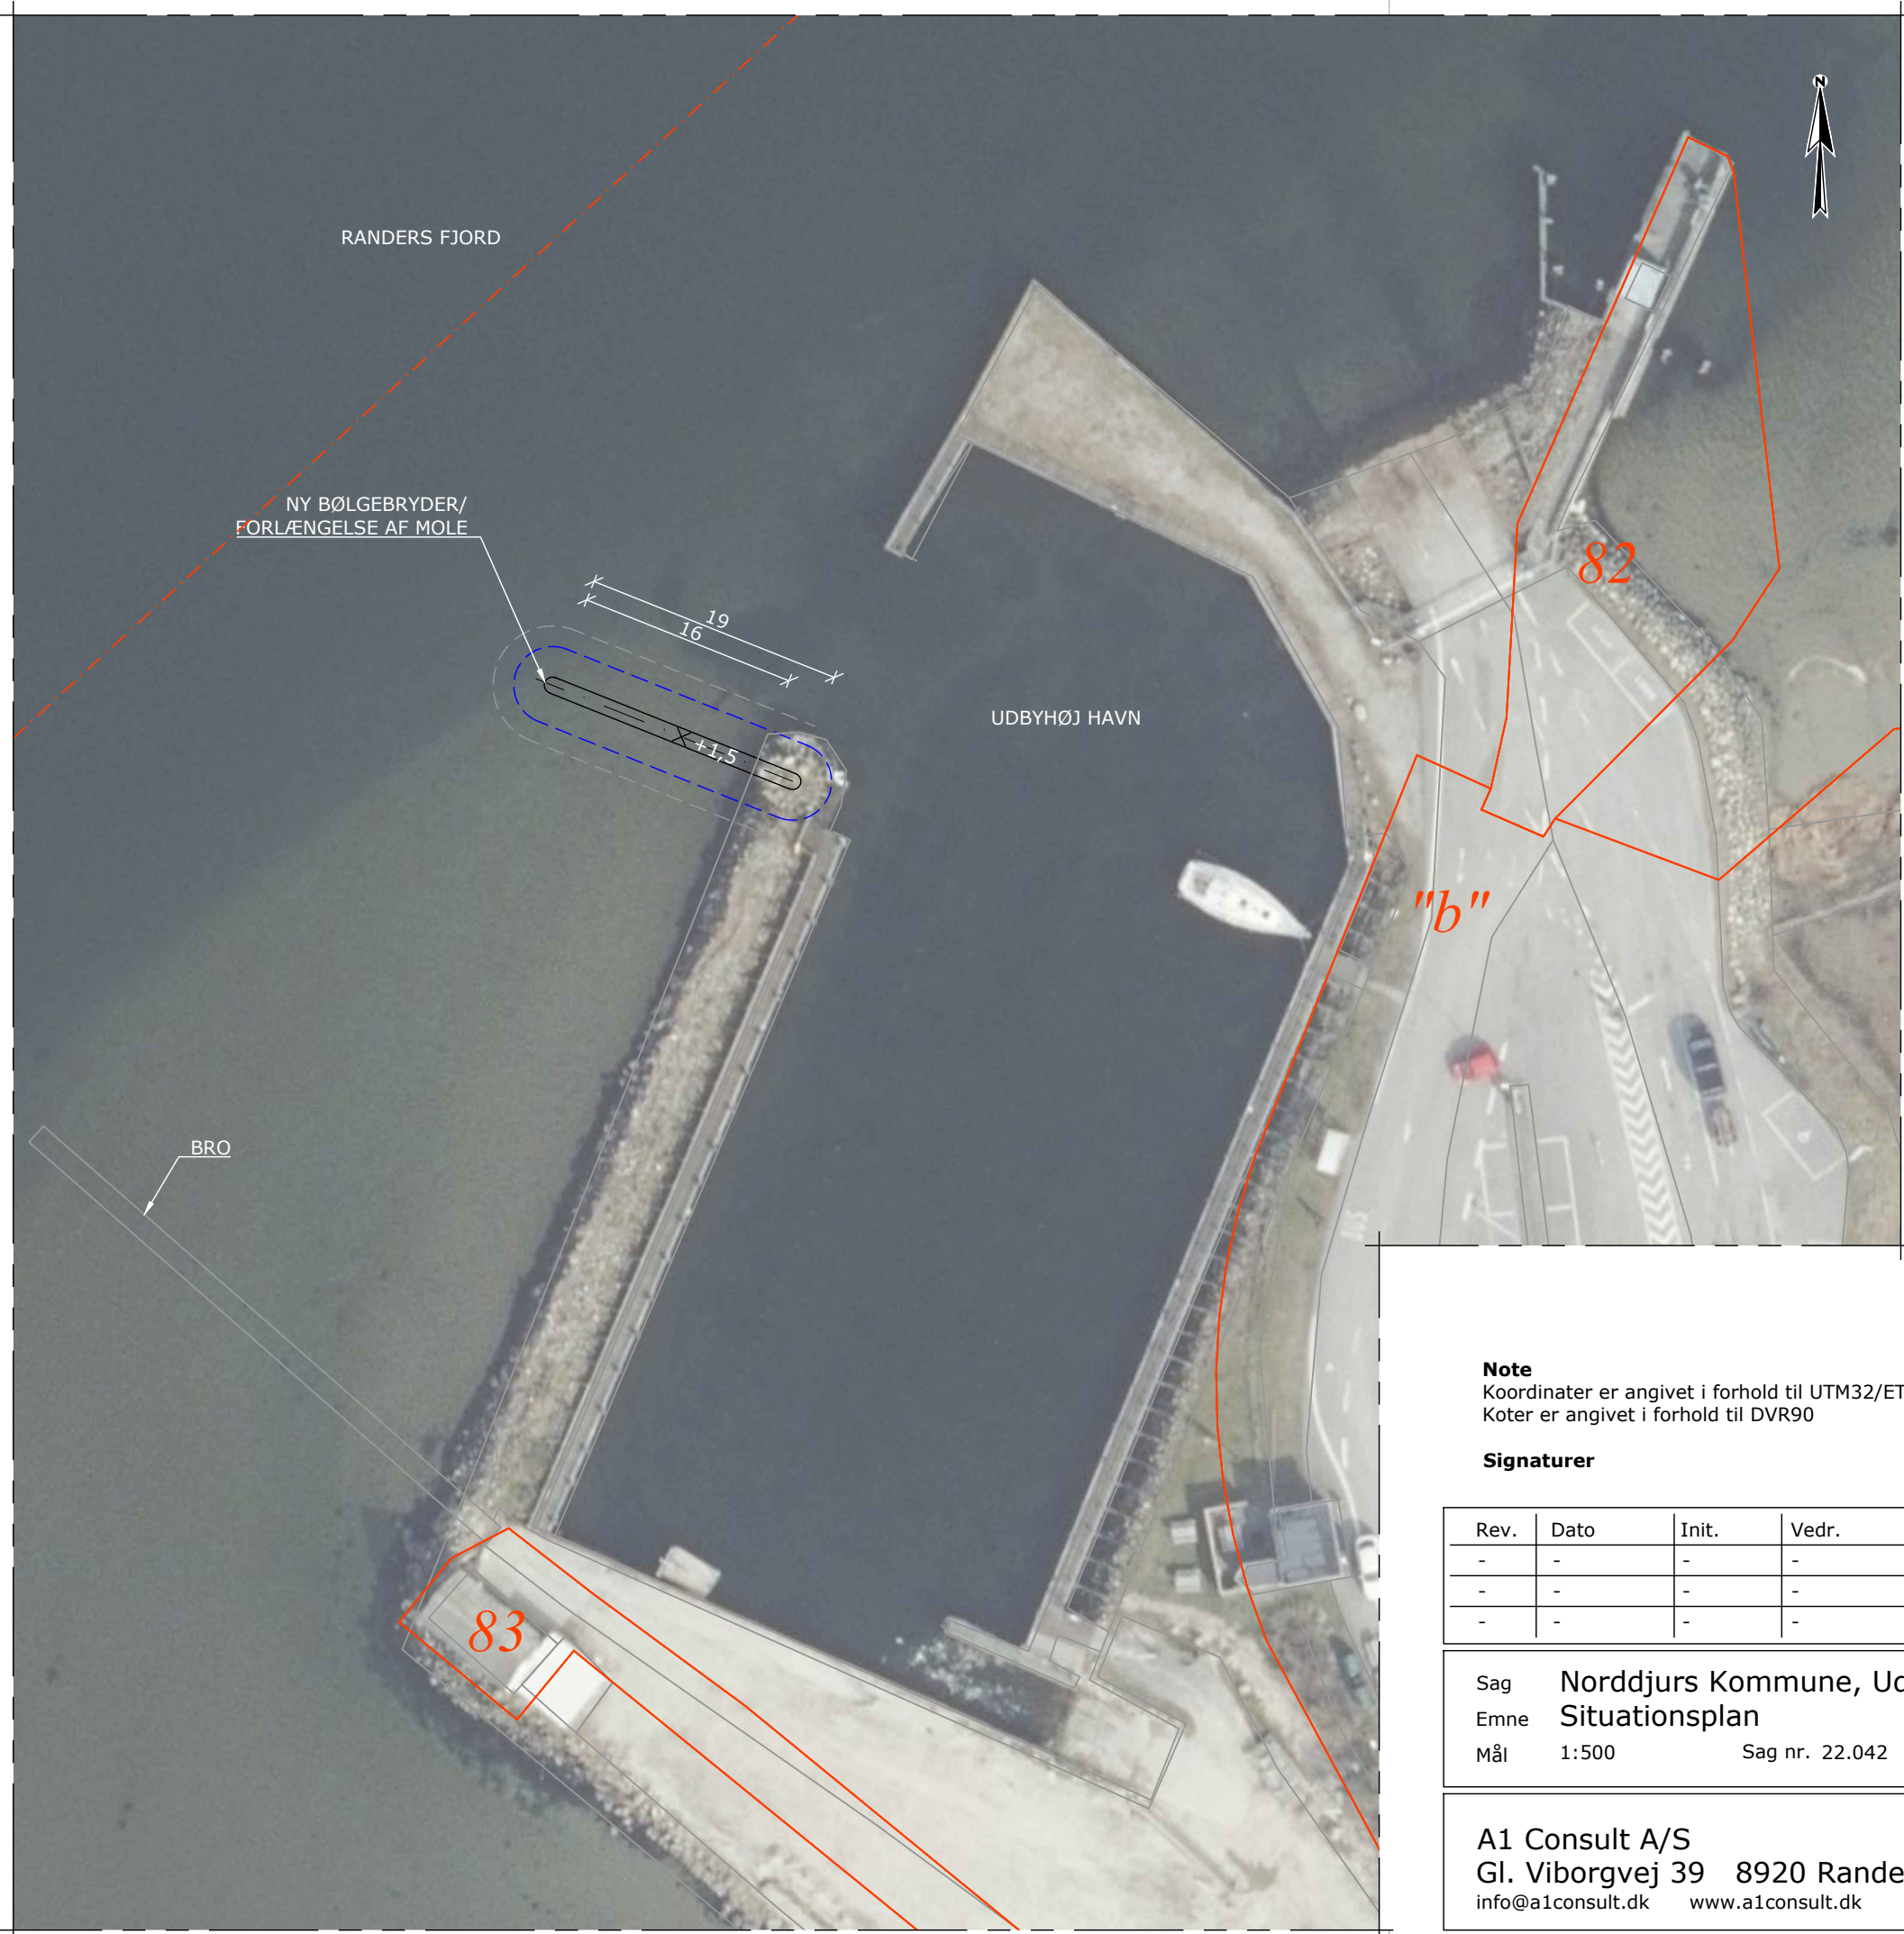 N
RANDERS FJORD
NY BØLGEBRYDER/
FORLÆNGELSE AF MOLE
82
19
16
UDBYHØJ HAVN
+1,5
"b"
BRO
83
Note
Koordinater er angivet i forhold til UTM32/ET
Koter er angivet i forhold til DVR90
Signaturer
Rev. Dato Init. Vedr.
- - - -
- - - -
- - - -
Sag Norddjurs Kommune, Ud
Emne Situationsplan
Mål 1:500 Sag nr. 22.042
A1 Consult A/S
Gl. Viborgvej 39 8920 Rande
info@a1consult.dk www.a1consult.dk